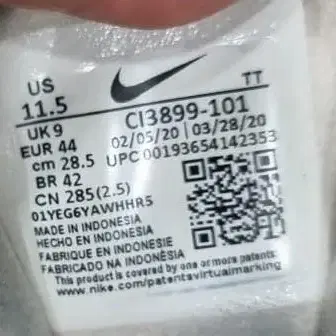 US
11.5
TT
UK 9
CI3899-101
EUR 44
02/05/20 | 03/28/20
cm 28.5
UPC 00193654142353
BR 42
CN 285(2.5)
01YEG6YAWHHR5
MADE IN INDONESIA
HECHO EN INDONESIA
FABRIQUE EN INDONESIE
FABRICADO NA INDONÉSIA
This product is covered by one or more patents:
www.nike.com/patentsvirtualmarking